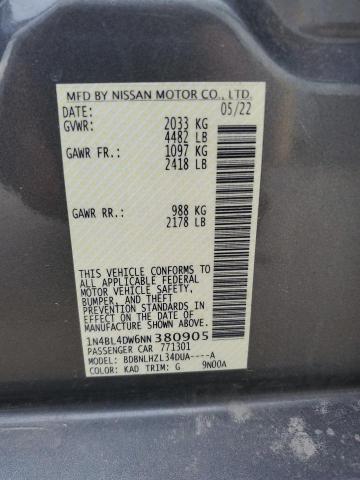 MFD BY NISSAN MOTOR CO., LTD.
DATE: 05/22
GVWR: 2033 KG
4482 LB
GAWR FR.: 1097 KG
2418 LB
GAWR RR.: 988 KG
2178 LB
THIS VEHICLE CONFORMS TO
ALL APPLICABLE FEDERAL
MOTOR VEHICLE SAFETY,
BUMPER, AND THEFT
PREVENTION STANDARDS IN
EFFECT ON THE DATE OF
MANUFACTURE SHOWN ABOVE.
1N4BL4DW6NN380905
PASSENGER CAR 771301
MODEL: BDBNLHZL34DUA----A
COLOR: KAD TRIM: G 9N00A